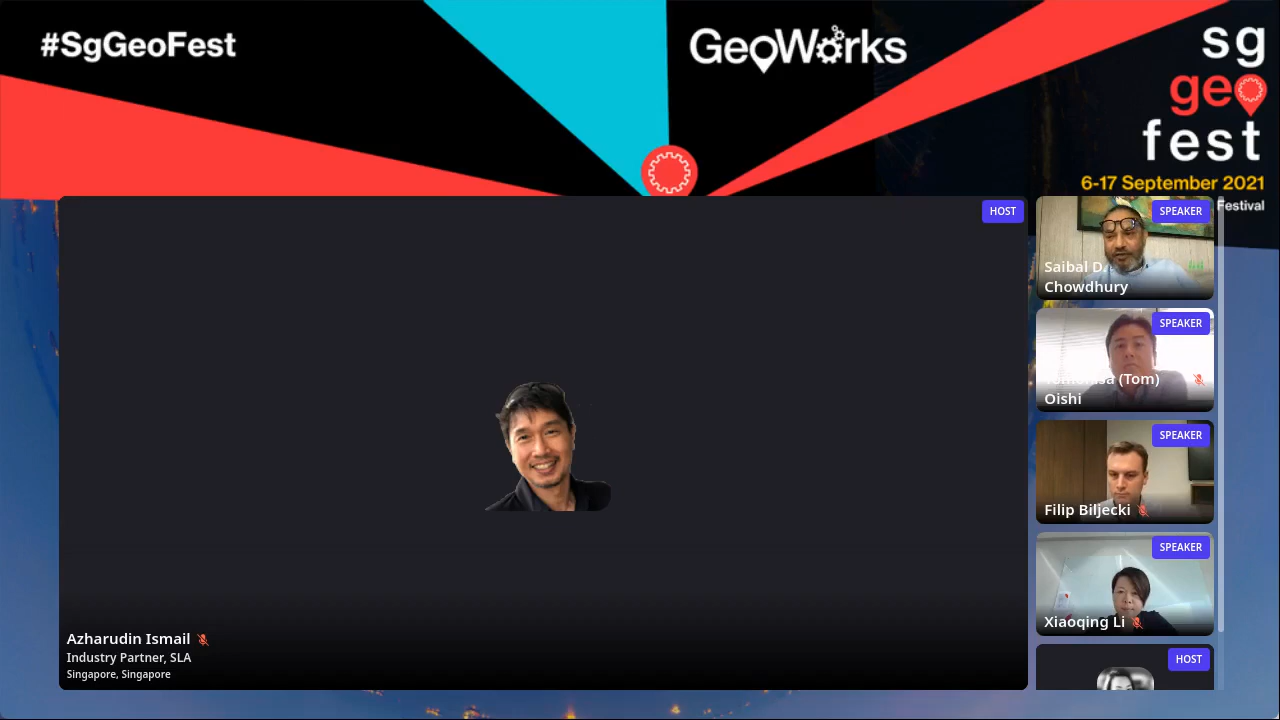 #SgGeoFest
GeoWorks
sg
geo
fest
6-17 September 2021
Festival
HOST
SPEAKER
Saibal D.
Chowdhury
SPEAKER
(Tom)
Oishi
SPEAKER
Filip Biljecki
SPEAKER
Xiaoqing Li
HOST
Azharudin Ismail
Industry Partner, SLA
Singapore, Singapore